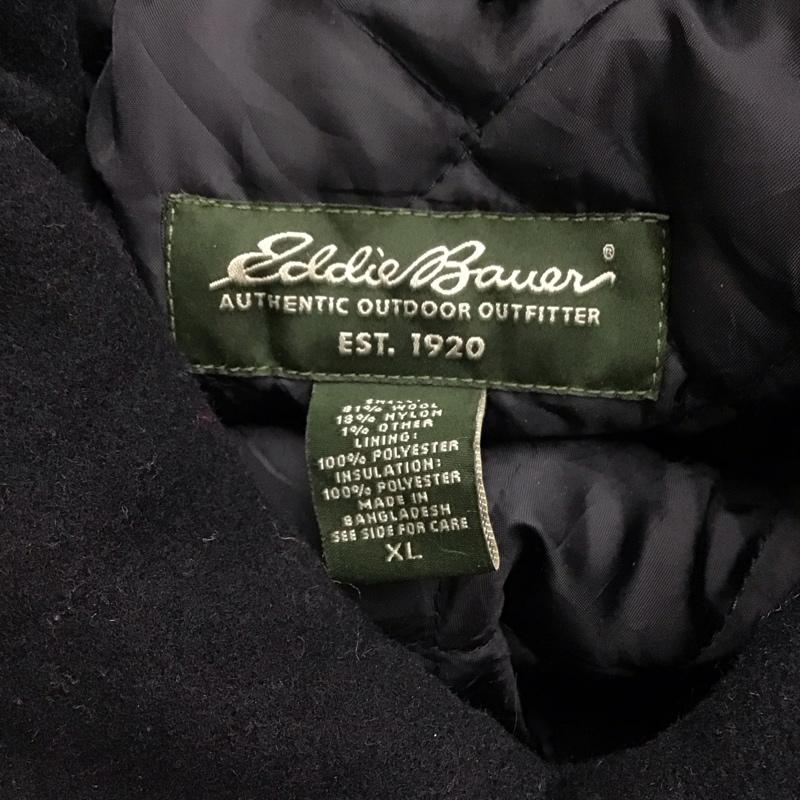 Eddie Bauer®
AUTHENTIC OUTDOOR OUTFITTER
EST. 1920
81% WOOL
18% NYLON
1% OTHER
LINING:
100% POLYESTER
INSULATION:
100% POLYESTER
MADE IN
BANGLADESH
SEE SIDE FOR CARE
XL